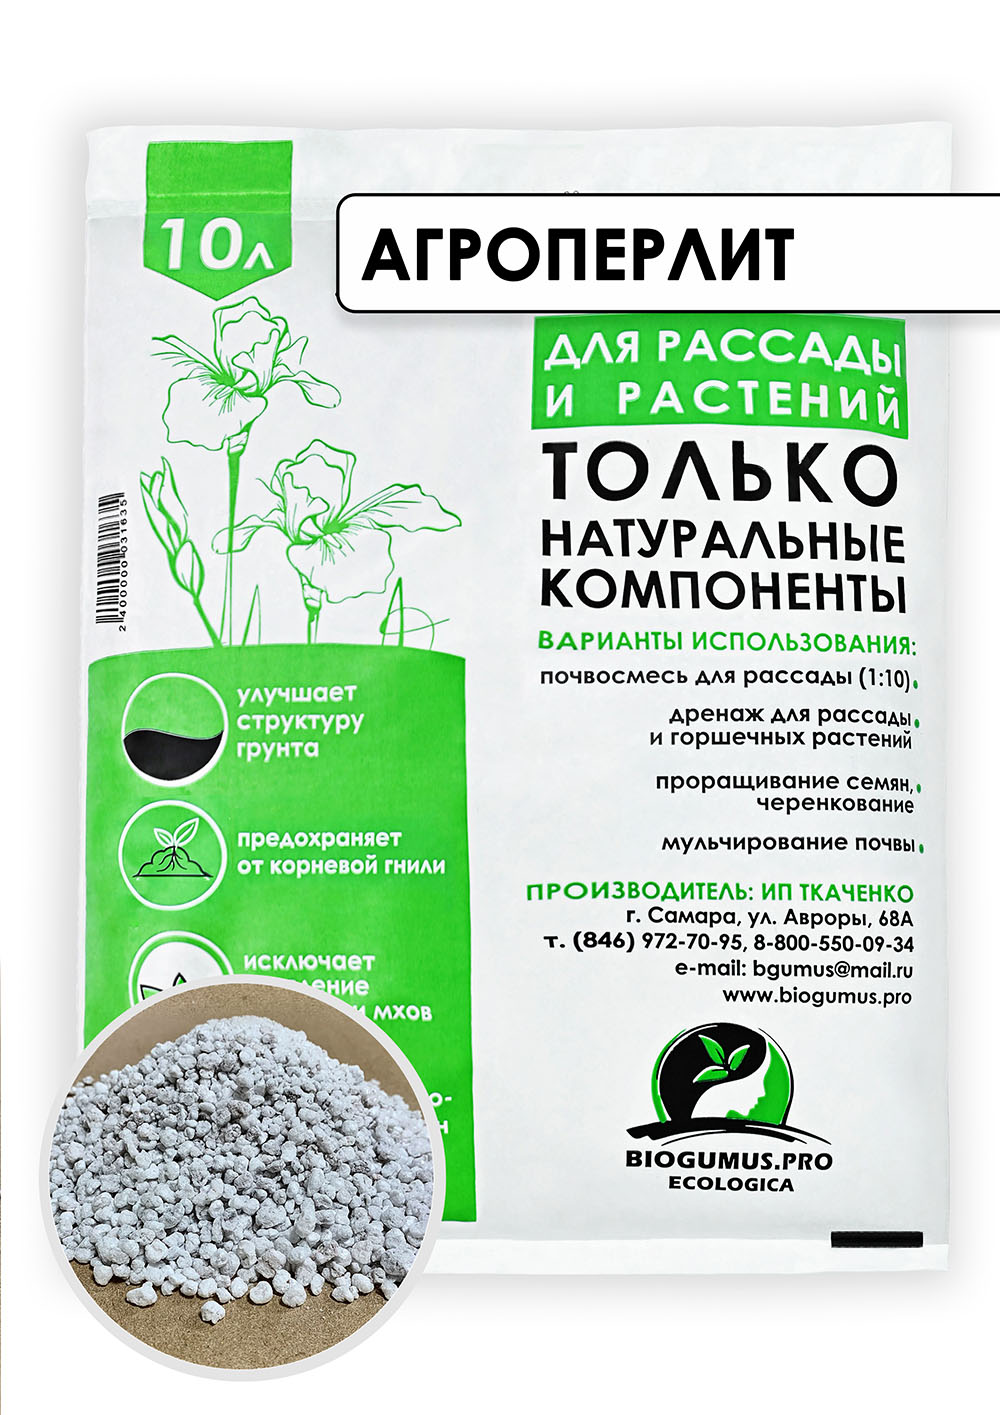 10л
АГРОПЕРЛИТ
ДЛЯ РАССАДЫ
И РАСТЕНИЙ
ТОЛЬКО
НАТУРАЛЬНЫЕ
КОМПОНЕНТЫ
ВАРИАНТЫ ИСПОЛЬЗОВАНИЯ:
почвосмесь для рассады (1:10).
дренаж для рассады.
и горшечных растений
проращивание семян,.
черенкование
мульчирование почвы.
ПРОИЗВОДИТЕЛЬ: ИП ТКАЧЕНКО
г. Самара, ул. Авроры, 68А
т. (846) 972-70-95, 8-800-550-09-34
e-mail: bgumus@mail.ru
www.biogumus.pro
BIOGUMUS.PRO
ECOLOGICA
2 400000 031635
улучшает
структуру
грунта
предохраняет
от корневой гнили
исключает
и мхов